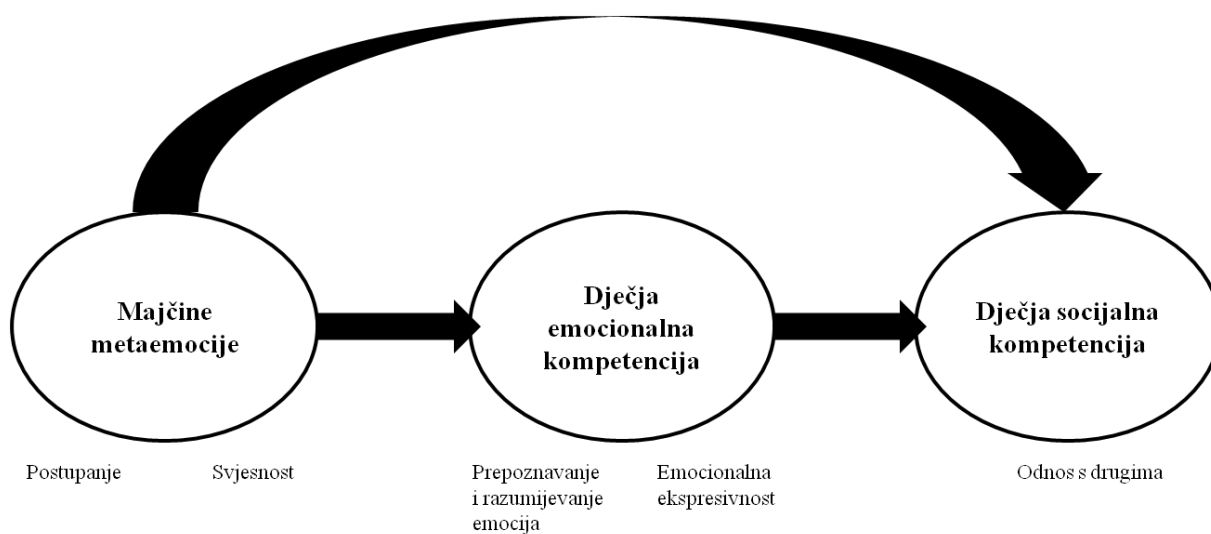 Majčine
metaemocije
Dječja
emocionalna
kompetencija
Dječja socijalna
kompetencija
Postupanje
Svjesnost
Prepoznavanje
i razumijevanje
emocija
Emocionalna
ekspresivnost
Odnos s drugima